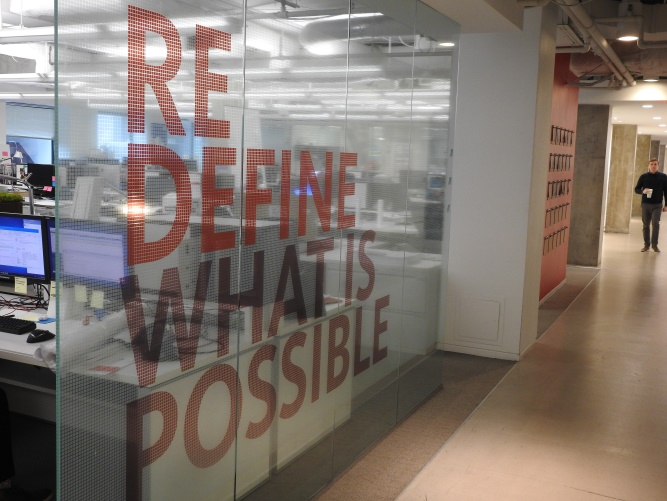 RE
DEFINE
WHAT IS
POSSIBLE